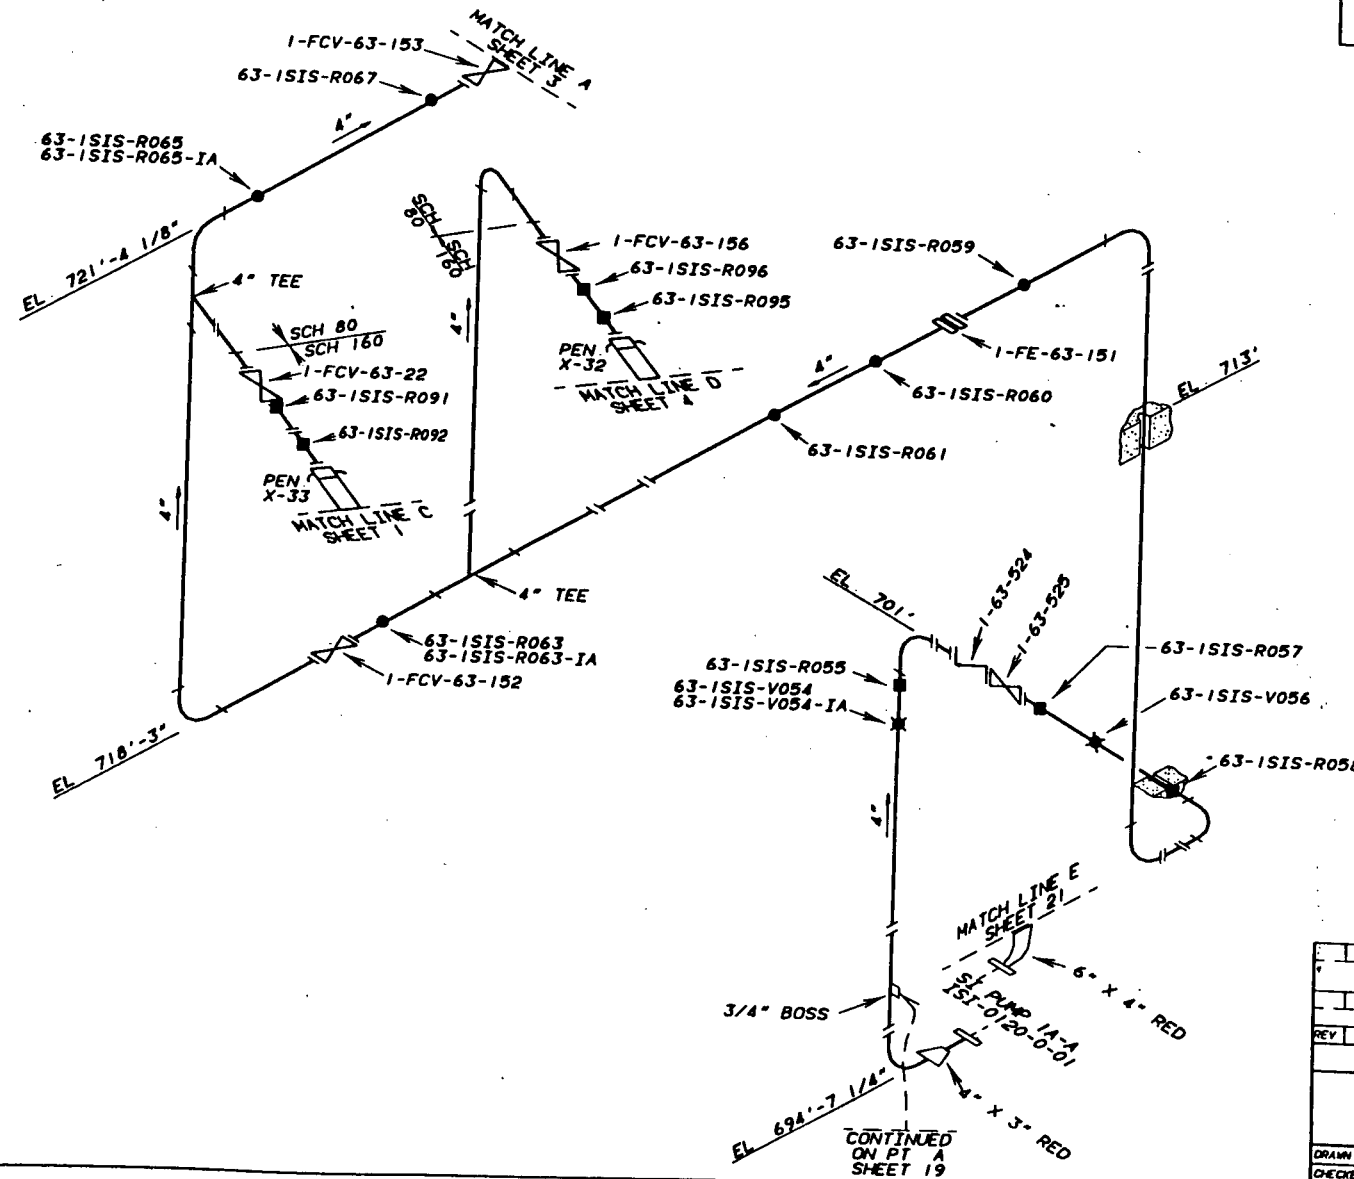 MATCH LINE A
SHEET 3
1-FCV-63-153
63-1SIS-R067
4"
63-1SIS-R065
63-1SIS-R065-IA
EL. 721'-4 1/8"
4" TEE
SCH 80
SCH 160
1-FCV-63-22
63-1SIS-R091
63-1SIS-R092
PEN.
X-33
MATCH LINE C
SHEET 1
4"
SCH
80
SCH
160
4"
1-FCV-63-156
63-1SIS-R096
63-1SIS-R095
PEN.
X-32
MATCH LINE D
SHEET 4
63-1SIS-R059
1-FE-63-151
4"
63-1SIS-R060
63-1SIS-R061
EL. 713'
4" TEE
63-1SIS-R063
63-1SIS-R063-IA
1-FCV-63-152
EL. 718'-3"
EL. 701'
1-63-524
1-63-525
63-1SIS-R055
63-1SIS-V054
63-1SIS-V054-IA
63-1SIS-R057
63-1SIS-V056
63-1SIS-R058
4"
MATCH LINE E
SHEET 21
6" X 4" RED
SI PUMP 1A-A
ISI-0120-0-01
3/4" BOSS
4" X 3" RED
EL. 694'-7 1/4"
CONTINUED
ON PT A
SHEET 19
REV
DRAWN
CHECKE